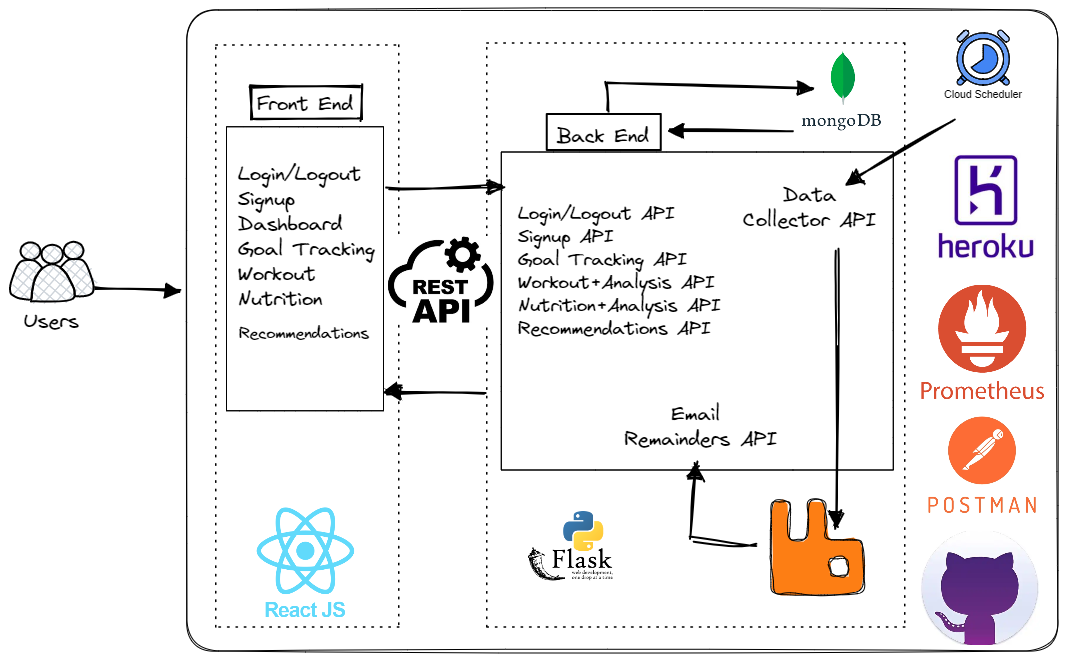 Users
Front End
Login/Logout
Signup
Dashboard
Goal Tracking
Workout
Nutrition
Recommendations
React JS
REST
API
Back End
mongoDB
Login/Logout API
Signup API
Goal Tracking API
Workout+Analysis API
Nutrition+Analysis API
Recommendations API
Data
Collector API
Email
Remainders API
Flask
web development,
one drop at a time
Cloud Scheduler
heroku
Prometheus
POSTMAN